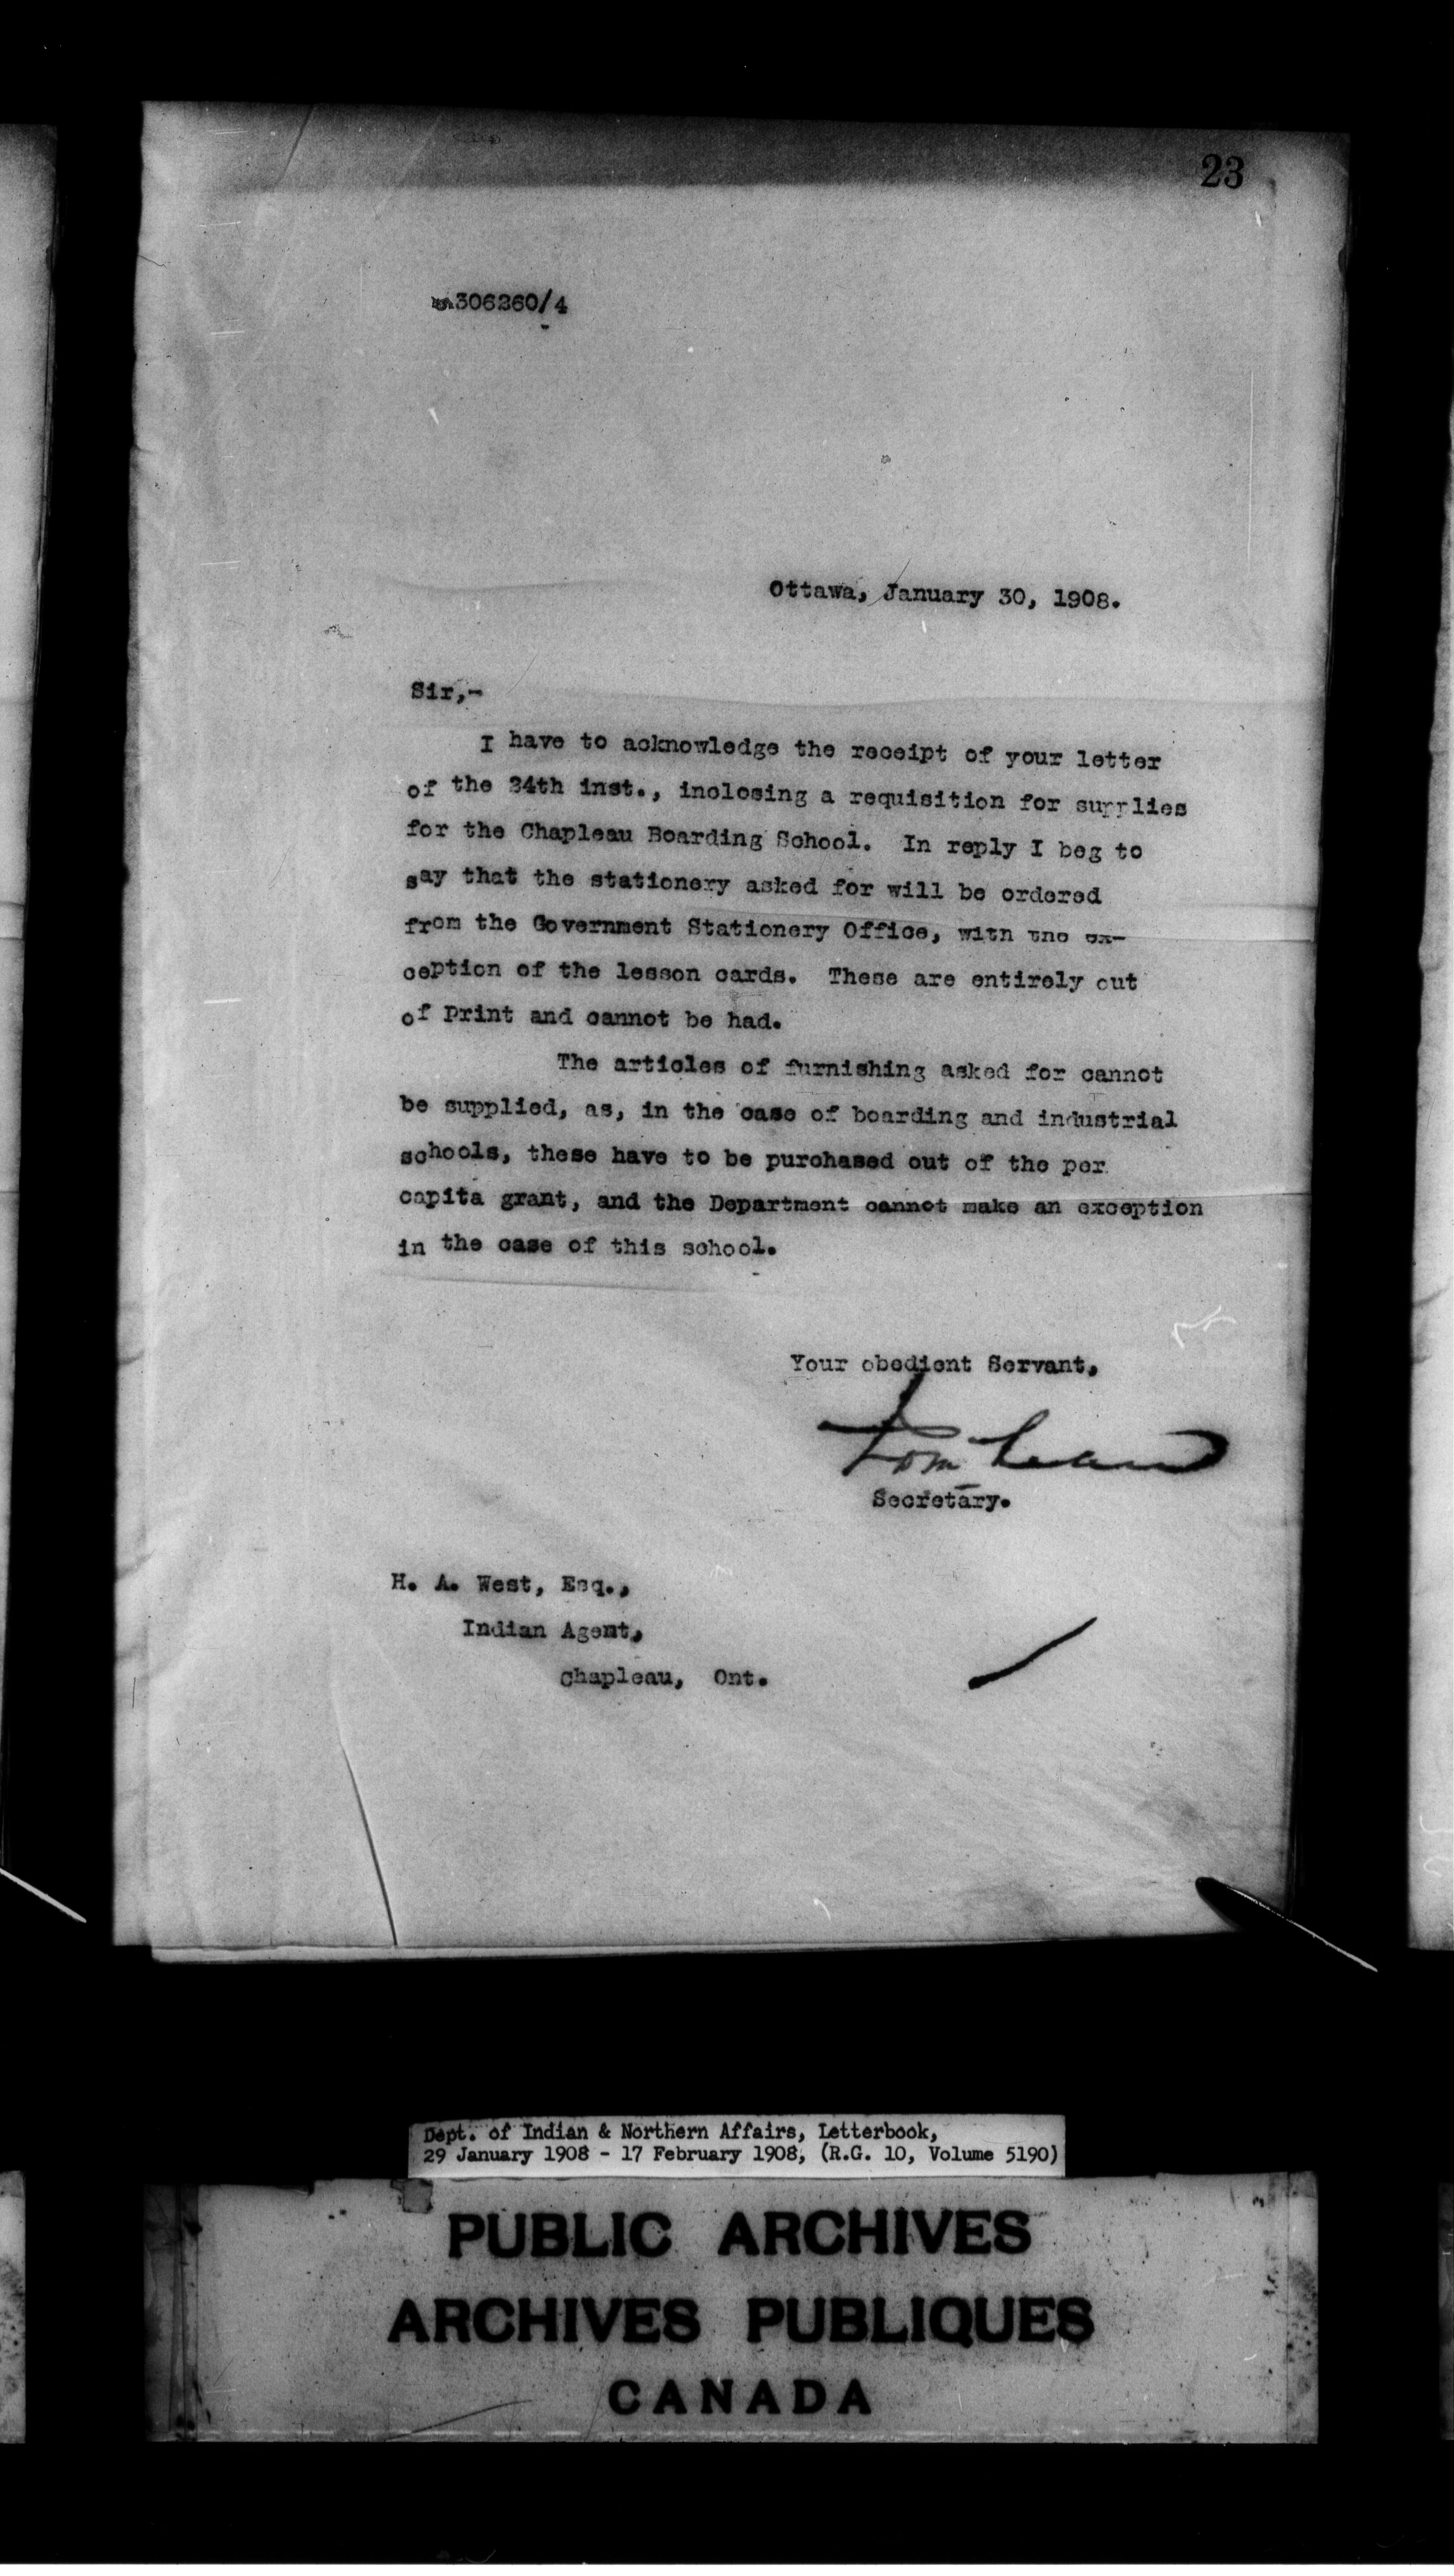 23
306260/4
Ottawa, January 30, 1908.
Sir,-
I have to acknowledge the receipt of your letter
of the 24th inst., inclosing a requisition for supplies
for the Chapleau Boarding School. In reply I beg to
say that the stationery asked for will be ordered
from the Government Stationery Office, with the ex-
ception of the lesson cards. These are entirely out
of print and cannot be had.
The articles of furnishing asked for cannot
be supplied, as, in the case of boarding and industrial
schools, these have to be purchased out of the per
capita grant, and the Department cannot make an exception
in the case of this school.
Your obedient Servant,
Secretary.
H. A. West, Esq.,
Indian Agent,
Chapleau, Ont.
Dept. of Indian & Northern Affairs, Letterbook,
29 January 1908 - 17 February 1908, (R.G. 10, Volume 5190)
PUBLIC ARCHIVES
ARCHIVES PUBLIQUES
CANADA